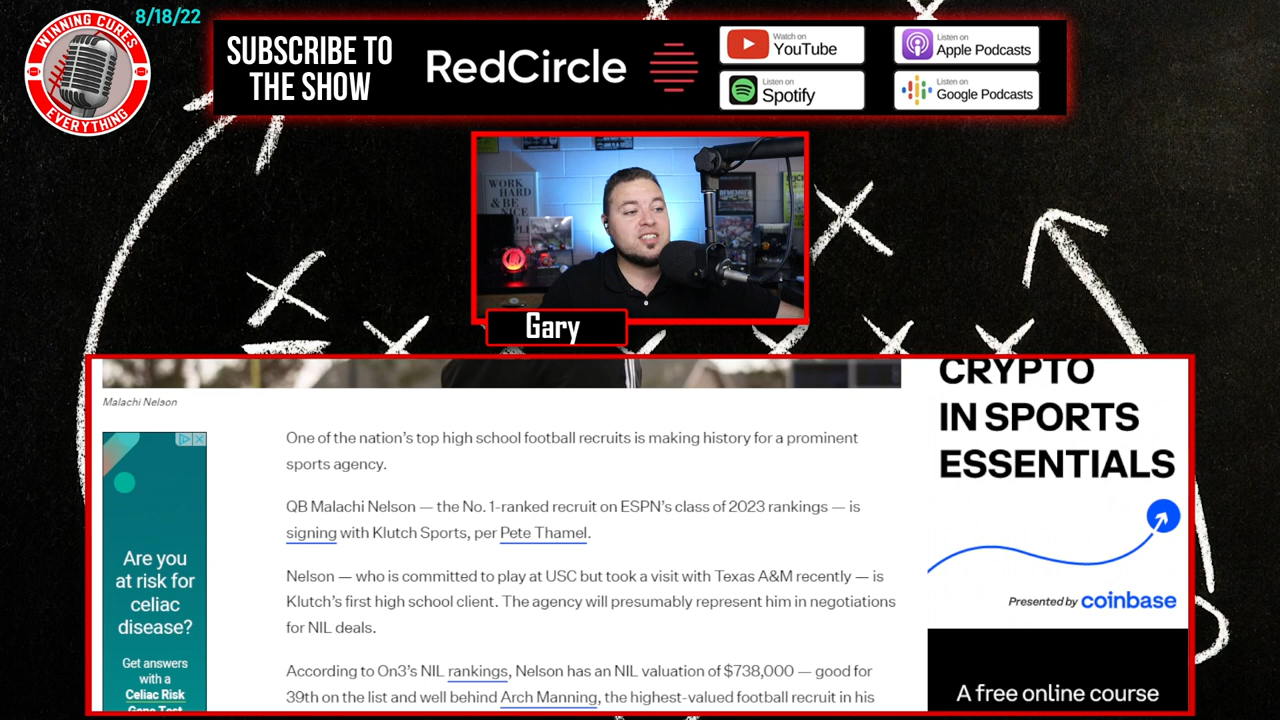 8/18/22
WINNING CURES
EVERYTHING
SUBSCRIBE TO
THE SHOW
RedCircle
Watch on
YouTube
Listen on
Spotify
Listen on
Apple Podcasts
Listen on
Google Podcasts
WORK
HARD
& BE
NICE
Gary
Malachi Nelson
One of the nation's top high school football recruits is making history for a prominent
sports agency.
QB Malachi Nelson — the No. 1-ranked recruit on ESPN's class of 2023 rankings — is
signing with Klutch Sports, per Pete Thamel.
Nelson — who is committed to play at USC but took a visit with Texas A&M recently — is
Klutch's first high school client. The agency will presumably represent him in negotiations
for NIL deals.
According to On3's NIL rankings, Nelson has an NIL valuation of $738,000 — good for
39th on the list and well behind Arch Manning, the highest-valued football recruit in his
Are you
at risk for
celiac
disease?
Get answers
with a
Celiac Risk
Gene Test
CRYPTO
IN SPORTS
ESSENTIALS
Presented by coinbase
A free online course